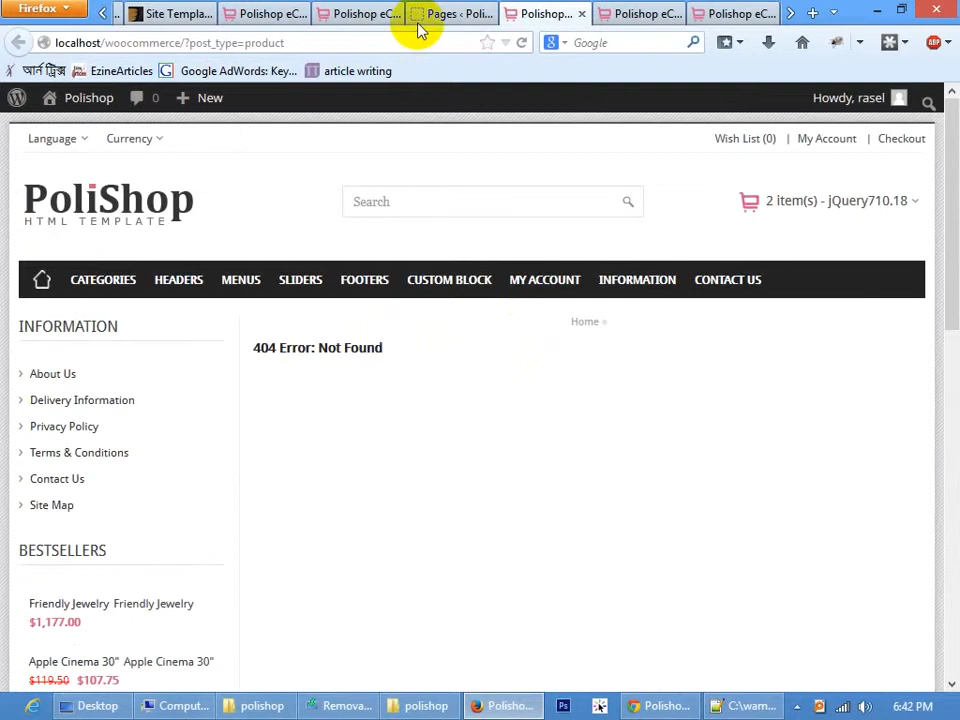 Firefox
Site Templa...
Polishop eC...
Polishop eC...
Pages ‹ Poli...
Polishop...
Polishop eC...
Polishop eC...
localhost/woocommerce/?post_type=product
Google
আর্ন ট্রিক্স
EzineArticles
Google AdWords: Key...
article writing
Polishop
0
New
Howdy, rasel
Language
Currency
Wish List (0) | My Account | Checkout
PoliShop
HTML TEMPLATE
Search
2 item(s) - jQuery710.18
CATEGORIES HEADERS MENUS SLIDERS FOOTERS CUSTOM BLOCK MY ACCOUNT INFORMATION CONTACT US
INFORMATION
Home »
404 Error: Not Found
About Us
Delivery Information
Privacy Policy
Terms & Conditions
Contact Us
Site Map
BESTSELLERS
Friendly Jewelry Friendly Jewelry
$1,177.00
Apple Cinema 30" Apple Cinema 30"
$119.50 $107.75
Desktop
Comput...
polishop
Remova...
polishop
Polisho...
Ps
Polisho...
C:\wam...
6:42 PM